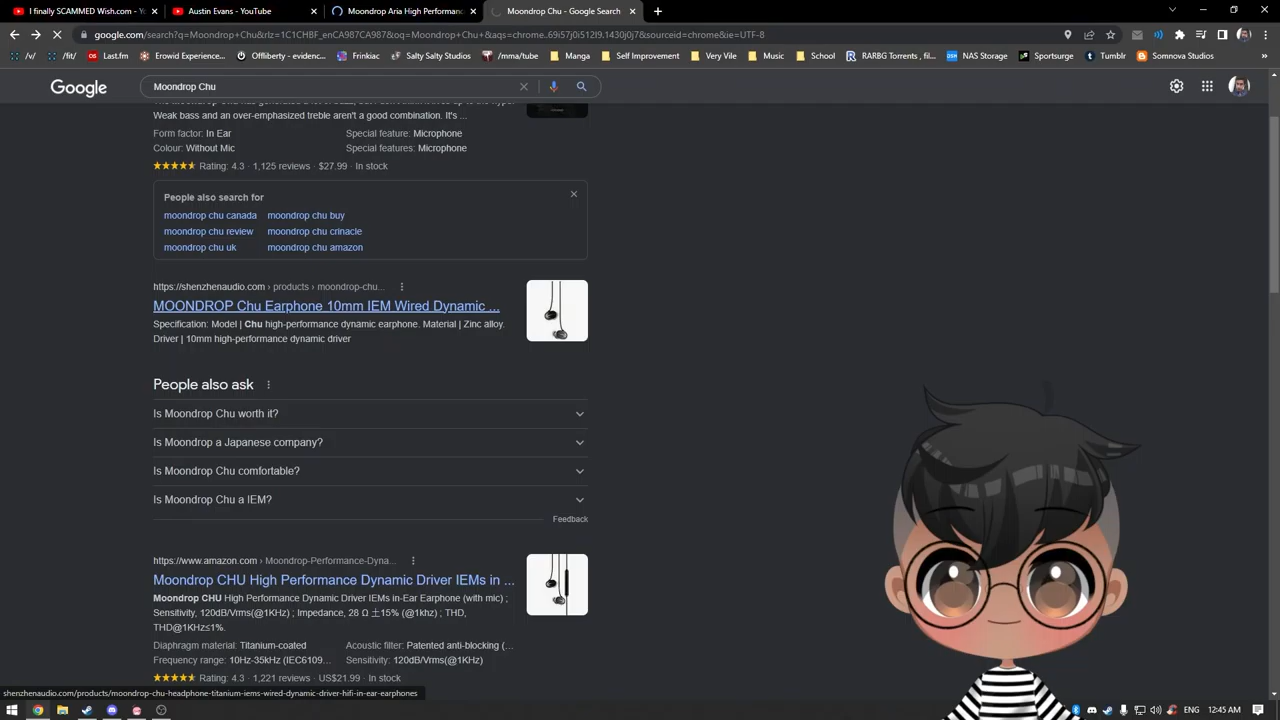 I finally SCAMMED Wish.com - Y
Austin Evans - YouTube
Moondrop Aria High Performanc
Moondrop Chu - Google Search
google.com/search?q=Moondrop+Chu&rlz=1C1CHBF_enCA987CA987&oq=Moondrop+Chu+&aqs=chrome..69i57j0i512l9.1430j0j7&sourceid=chrome&ie=UTF-8
/sp/
/fit/
Last.fm
Erowid Experience...
Offliberty - evidenc...
Frinkiac
Salty Salty Studios
/mma/tube
Manga
Self Improvement
Very Vile
Music
School
RARBG Torrents , fil...
NAS Storage
Sportsurge
Tumblr
Somnova Studios
Google
Moondrop Chu
Weak bass and an over-emphasized treble aren't a good combination. It's ...
Form factor: In Ear
Special feature: Microphone
Colour: Without Mic
Special features: Microphone
Rating: 4.3 · 1,125 reviews · $27.99 · In stock
People also search for
moondrop chu canada
moondrop chu buy
moondrop chu review
moondrop chu crinacle
moondrop chu uk
moondrop chu amazon
https://shenzhenaudio.com › products › moondrop-chu...
MOONDROP Chu Earphone 10mm IEM Wired Dynamic ...
Specification: Model | Chu high-performance dynamic earphone. Material | Zinc alloy.
Driver | 10mm high-performance dynamic driver
People also ask
Is Moondrop Chu worth it?
Is Moondrop a Japanese company?
Is Moondrop Chu comfortable?
Is Moondrop Chu a IEM?
Feedback
https://www.amazon.com › Moondrop-Performance-Dyna...
Moondrop CHU High Performance Dynamic Driver IEMs in ...
Moondrop CHU High Performance Dynamic Driver IEMs in-Ear Earphone (with mic) ;
Sensitivity, 120dB/Vrms(@1KHz) ; Impedance, 28 Ω 土15% (@1khz) ; THD,
THD@1KHz≤1%.
Diaphragm material: Titanium-coated
Acoustic filter: Patented anti-blocking (...
Frequency range: 10Hz-35kHz (IEC6109...
Sensitivity: 120dB/Vrms(@1KHz)
Rating: 4.3 · 1,221 reviews
$21.99 · In stock
shenzhenaudio.com/products/moondrop-chu-headphone-titanium-iems-wired-dynamic-driver-hifi-in-ear-earphones
ENG
12:45 AM